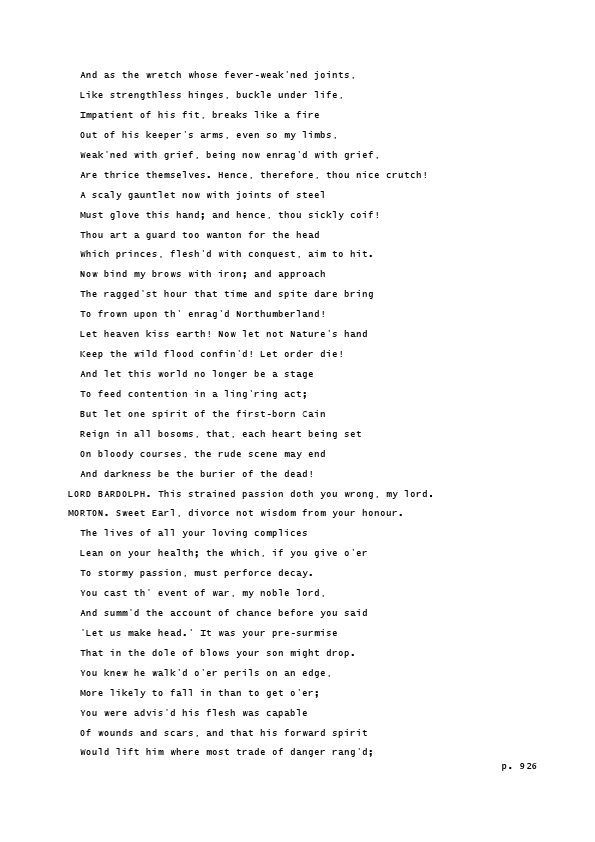 And as the wretch whose fever-weak'ned joints,
Like strengthless hinges, buckle under life,
Impatient of his fit, breaks like a fire
Out of his keeper's arms, even so my limbs,
Weak'ned with grief, being now enrag'd with grief,
Are thrice themselves. Hence, therefore, thou nice crutch!
A scaly gauntlet now with joints of steel
Must glove this hand; and hence, thou sickly coif!
Thou art a guard too wanton for the head
Which princes, flesh'd with conquest, aim to hit.
Now bind my brows with iron; and approach
The ragged'st hour that time and spite dare bring
To frown upon th' enrag'd Northumberland!
Let heaven kiss earth! Now let not Nature's hand
Keep the wild flood confin'd! Let order die!
And let this world no longer be a stage
To feed contention in a ling'ring act;
But let one spirit of the first-born Cain
Reign in all bosoms, that, each heart being set
On bloody courses, the rude scene may end
And darkness be the burier of the dead!
LORD BARDOLPH. This strained passion doth you wrong, my lord.
MORTON. Sweet Earl, divorce not wisdom from your honour.
The lives of all your loving complices
Lean on your health; the which, if you give o'er
To stormy passion, must perforce decay.
You cast th' event of war, my noble lord,
And summ'd the account of chance before you said
'Let us make head.' It was your pre-surmise
That in the dole of blows your son might drop.
You knew he walk'd o'er perils on an edge,
More likely to fall in than to get o'er;
You were advis'd his flesh was capable
Of wounds and scars, and that his forward spirit
Would lift him where most trade of danger rang'd;
p. 926